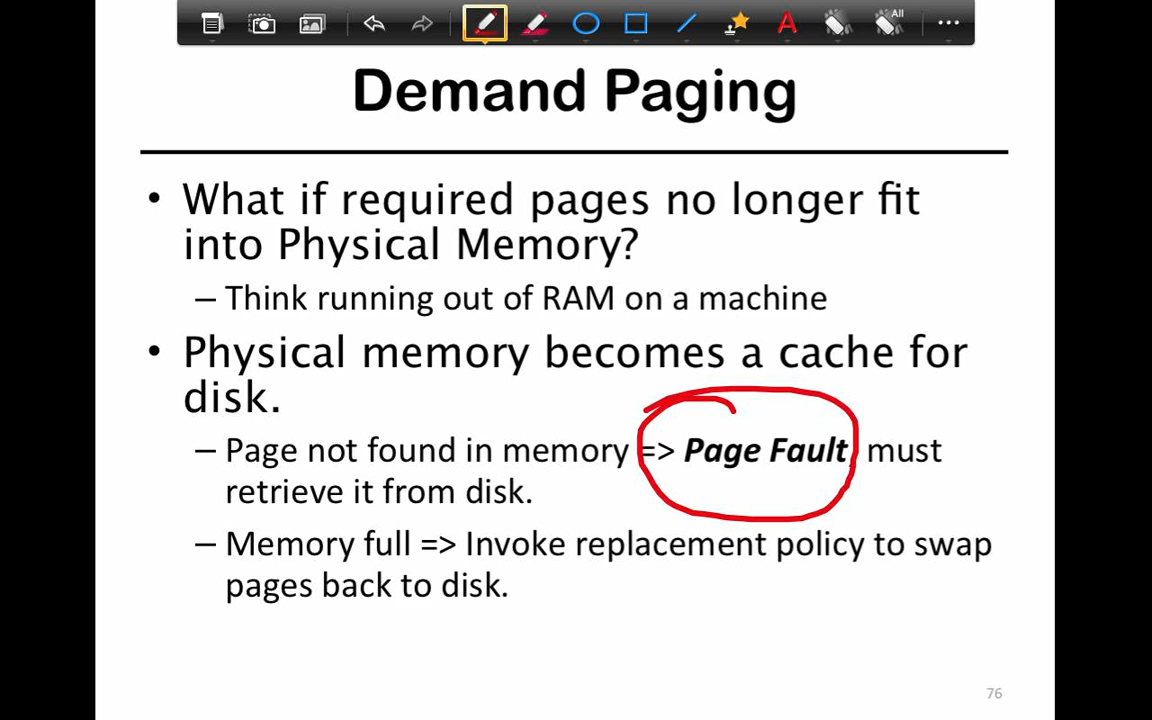 All
A
Demand Paging
• What if required pages no longer fit
into Physical Memory?
– Think running out of RAM on a machine
• Physical memory becomes a cache for
disk.
– Page not found in memory => Page Fault, must
retrieve it from disk.
– Memory full => Invoke replacement policy to swap
pages back to disk.
76